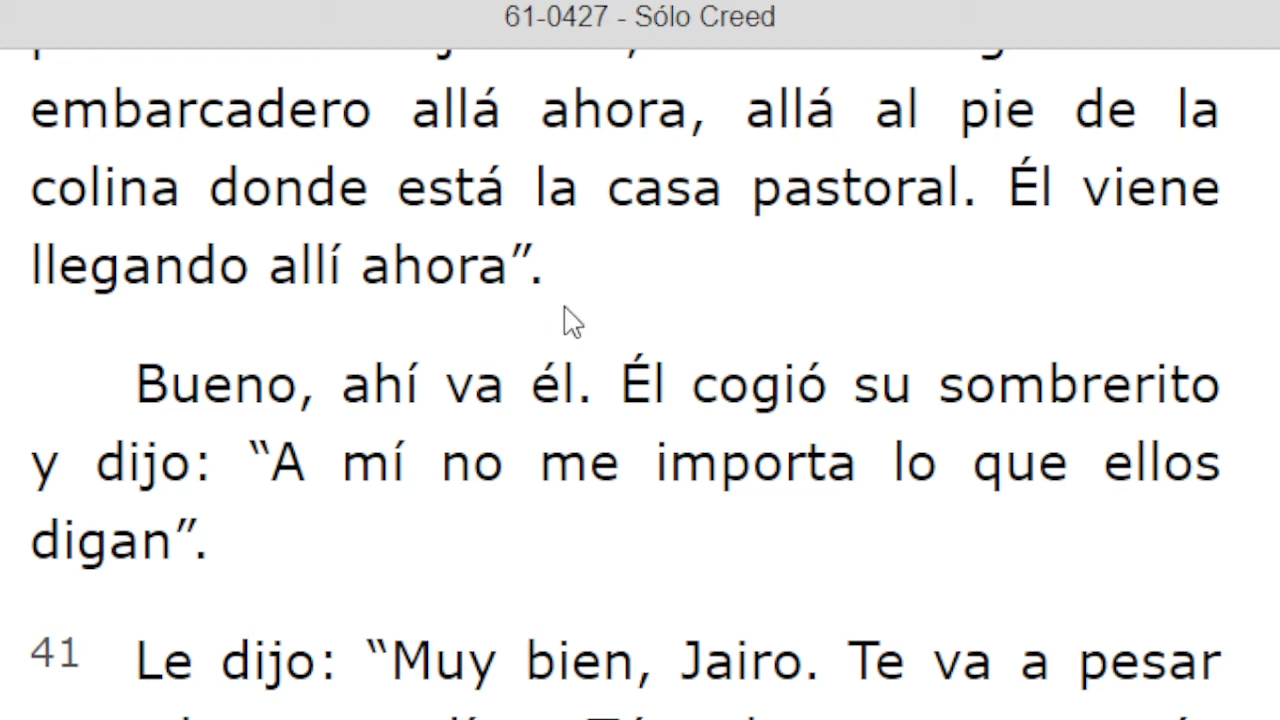 61-0427 - Sólo Creed
embarcadero allá ahora, allá al pie de la
colina donde está la casa pastoral. Él viene
llegando allí ahora”.
Bueno, ahí va él. Él cogió su sombrerito
y dijo: “A mí no me importa lo que ellos
digan”.
41 Le dijo: “Muy bien, Jairo. Te va a pesar